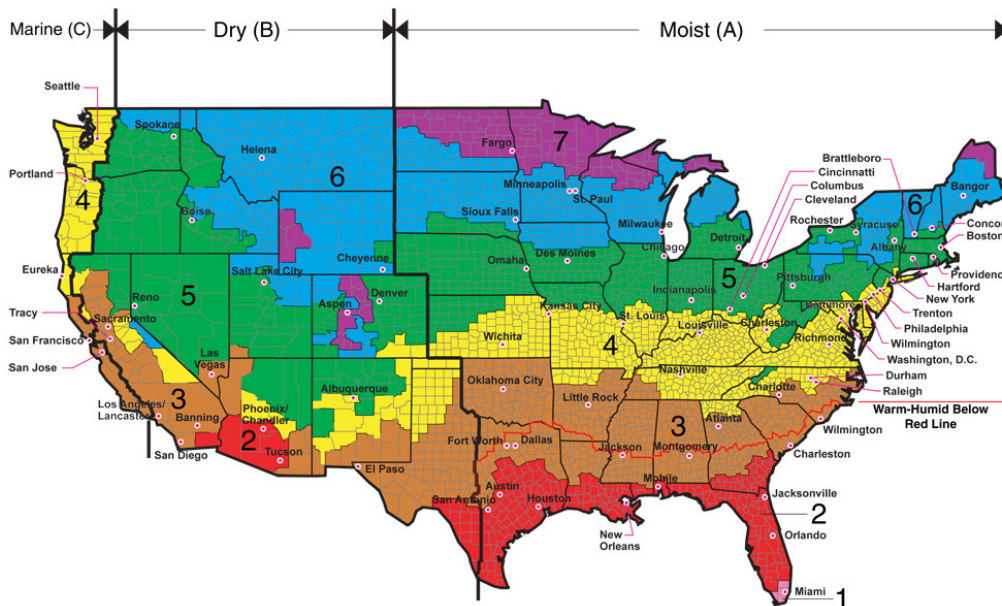 Marine (C)
Dry (B)
Moist (A)
Seattle
Spokane
Helena
Fargo
7
Portland
4
Boise
6
Minneapolis
St. Paul
Sioux Falls
Milwaukee
Brattleboro
Cincinnatti
Columbus
Cleveland
Rochester
Syracuse
6
Bangor
Concor
Albany
Boston
Eureka
Reno
5
Salt Lake City
Cheyenne
Omaha
Des Moines
Chicago
Detroit
5
Pittsburgh
Providenc
Hartford
New York
Tracy
Sacramento
Aspen
Denver
Kansas City
Indianapolis
St. Louis
Trenton
Philadelphia
San Francisco
San Jose
Las
Vegas
Wichita
4
Louisville
Charleston
Baltimore
Richmond
Wilmington
Washington, D.C.
3
Los Angeles/
Lancaster
Banning
Albuquerque
Oklahoma City
Nashville
Little Rock
Charlotte
Durham
Raleigh
Phoenix/
Chandler
2
Tucson
San Diego
El Paso
Fort Worth
Dallas
Jackson
Montgomery
3
Atlanta
Warm-Humid Below
Red Line
Wilmington
Charleston
Austin
San Antonio
Houston
Mobile
New
Orleans
Jacksonville
2
Orlando
Miami
1